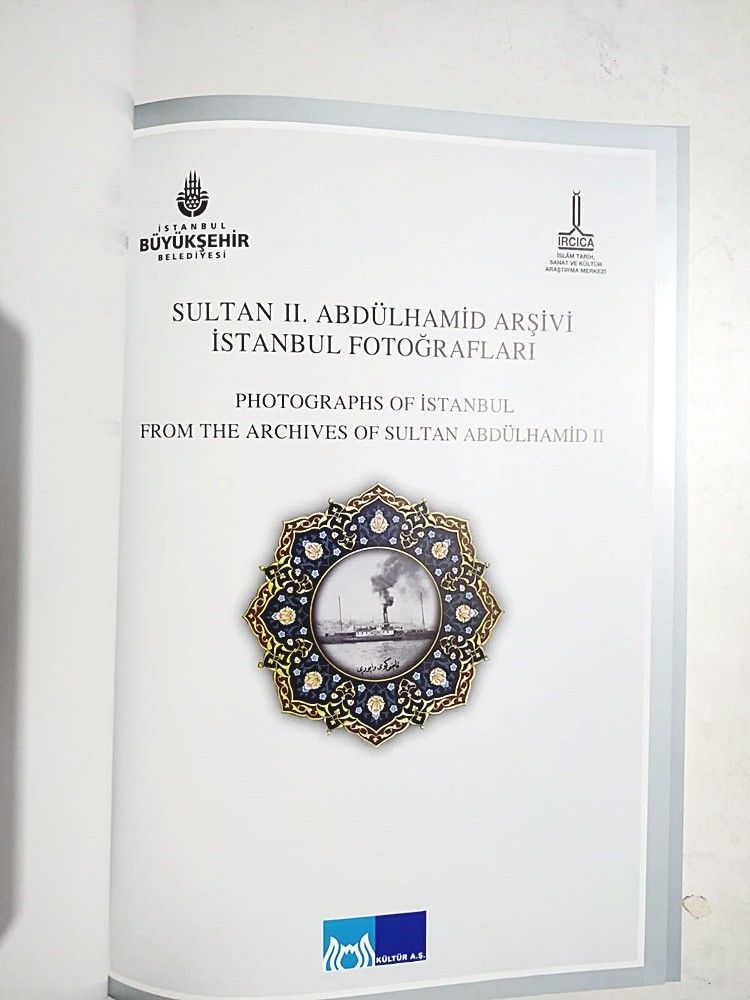 İSTANBUL
BÜYÜKŞEHİR
BELEDİYESİ
IRCICA
İSLÂM TARİH,
SANAT VE KÜLTÜR
ARAŞTIRMA MERKEZİ
SULTAN II. ABDÜLHAMİD ARŞİVİ
İSTANBUL FOTOĞRAFLARI
PHOTOGRAPHS OF İSTANBUL
FROM THE ARCHIVES OF SULTAN ABDÜLHAMİD II
KÜLTÜR A.Ş.